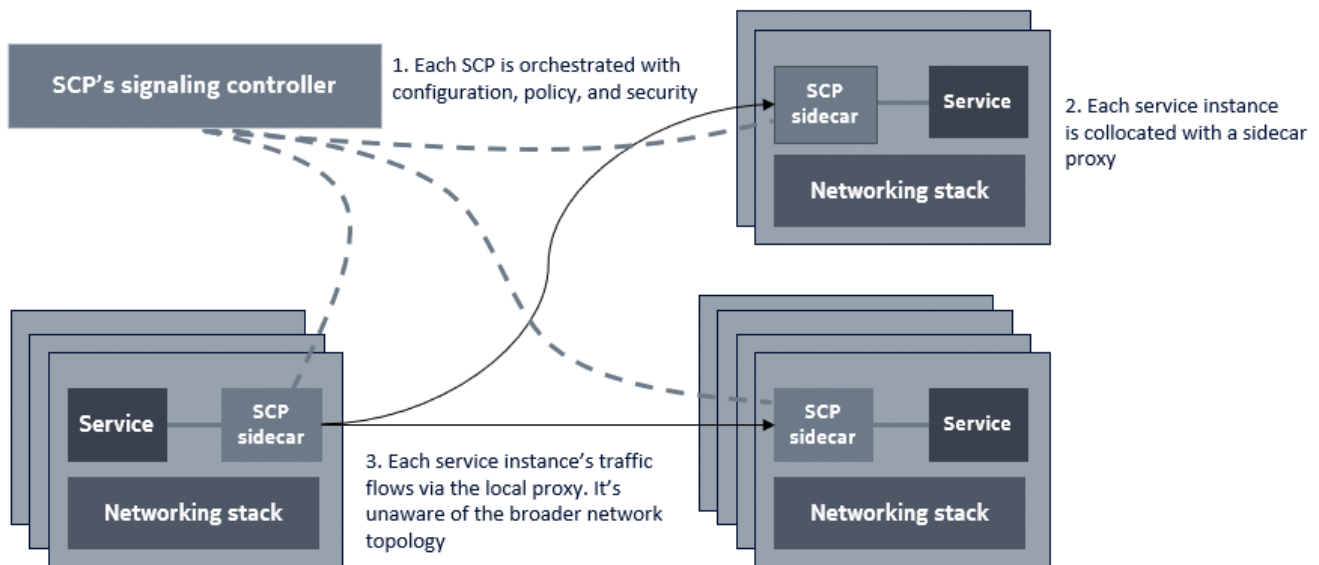 SCP's signaling controller
1. Each SCP is orchestrated with
configuration, policy, and security
SCP
sidecar
Service
Networking stack
2. Each service instance
is collocated with a sidecar
proxy
Service
SCP
sidecar
Networking stack
3. Each service instance's traffic
flows via the local proxy. It's
unaware of the broader network
topology
SCP
sidecar
Service
Networking stack